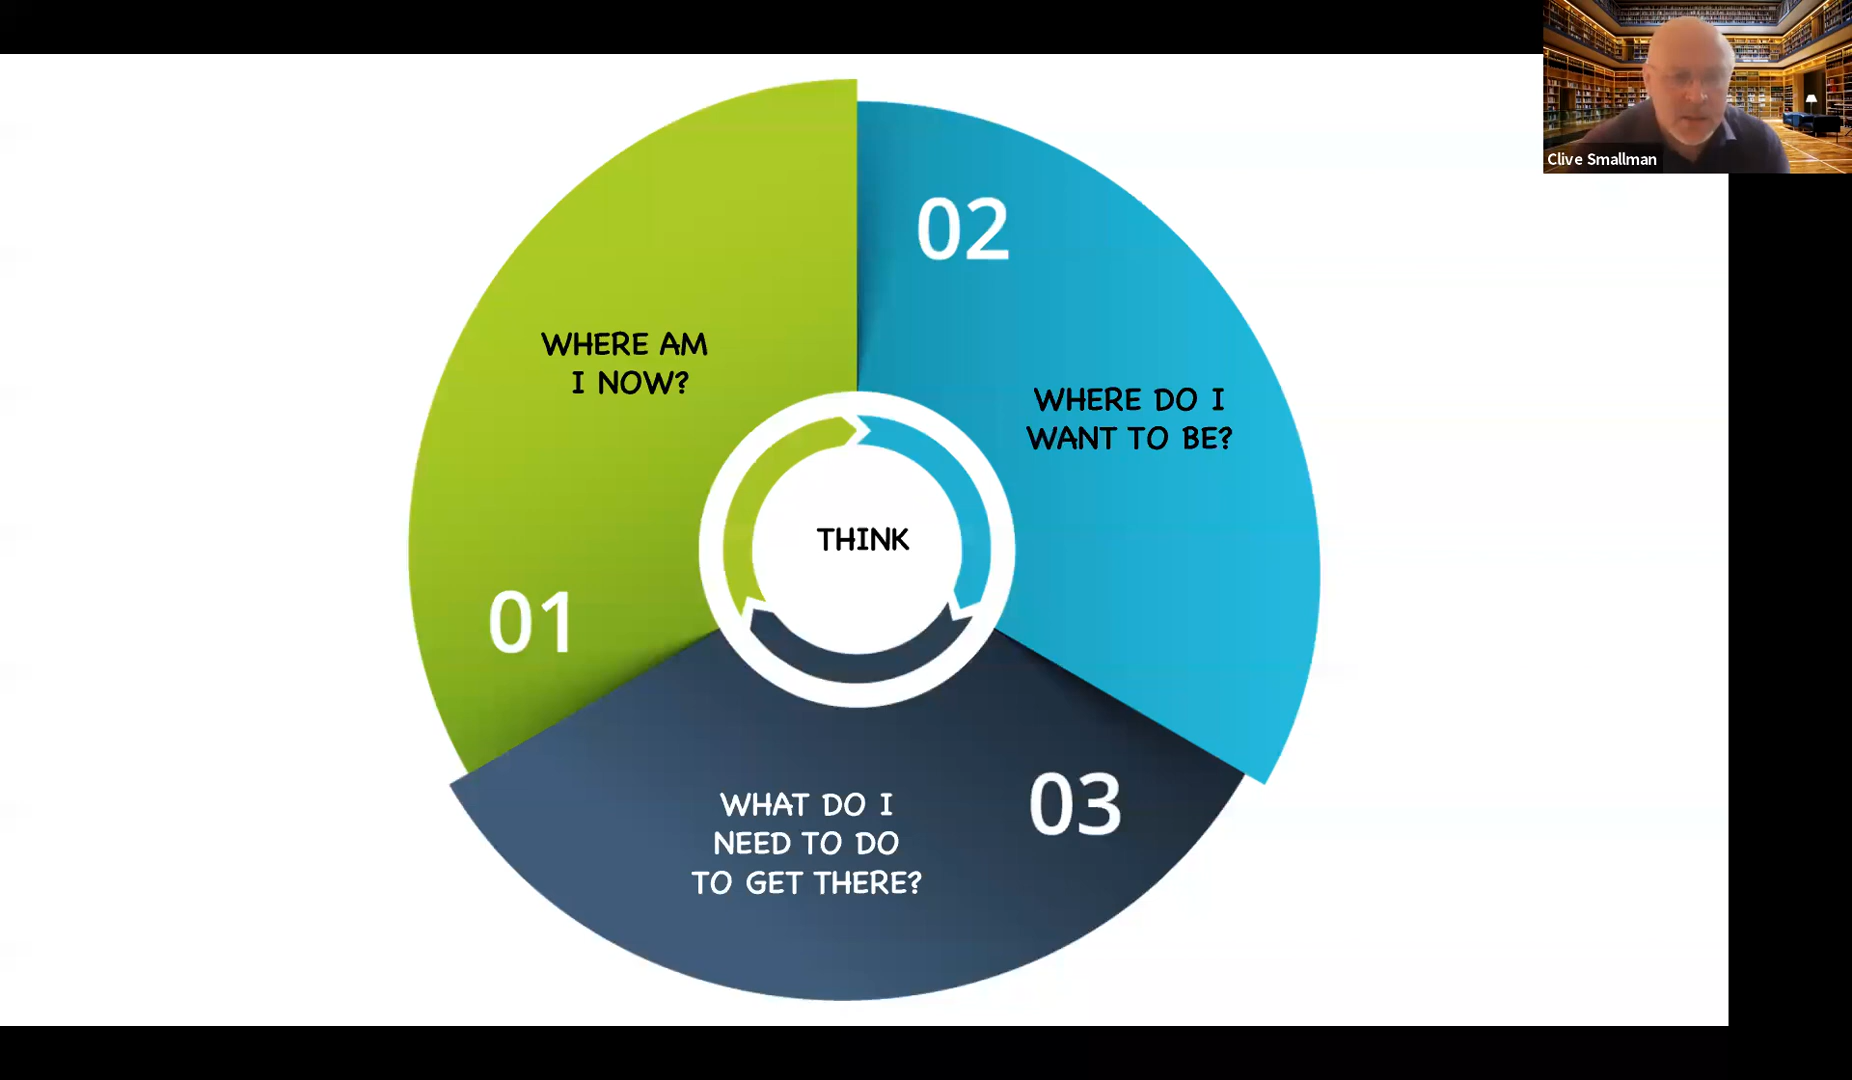 Clive Smallman
WHERE AM
I NOW?
01
02
WHERE DO I
WANT TO BE?
THINK
WHAT DO I
NEED TO DO
TO GET THERE?
03